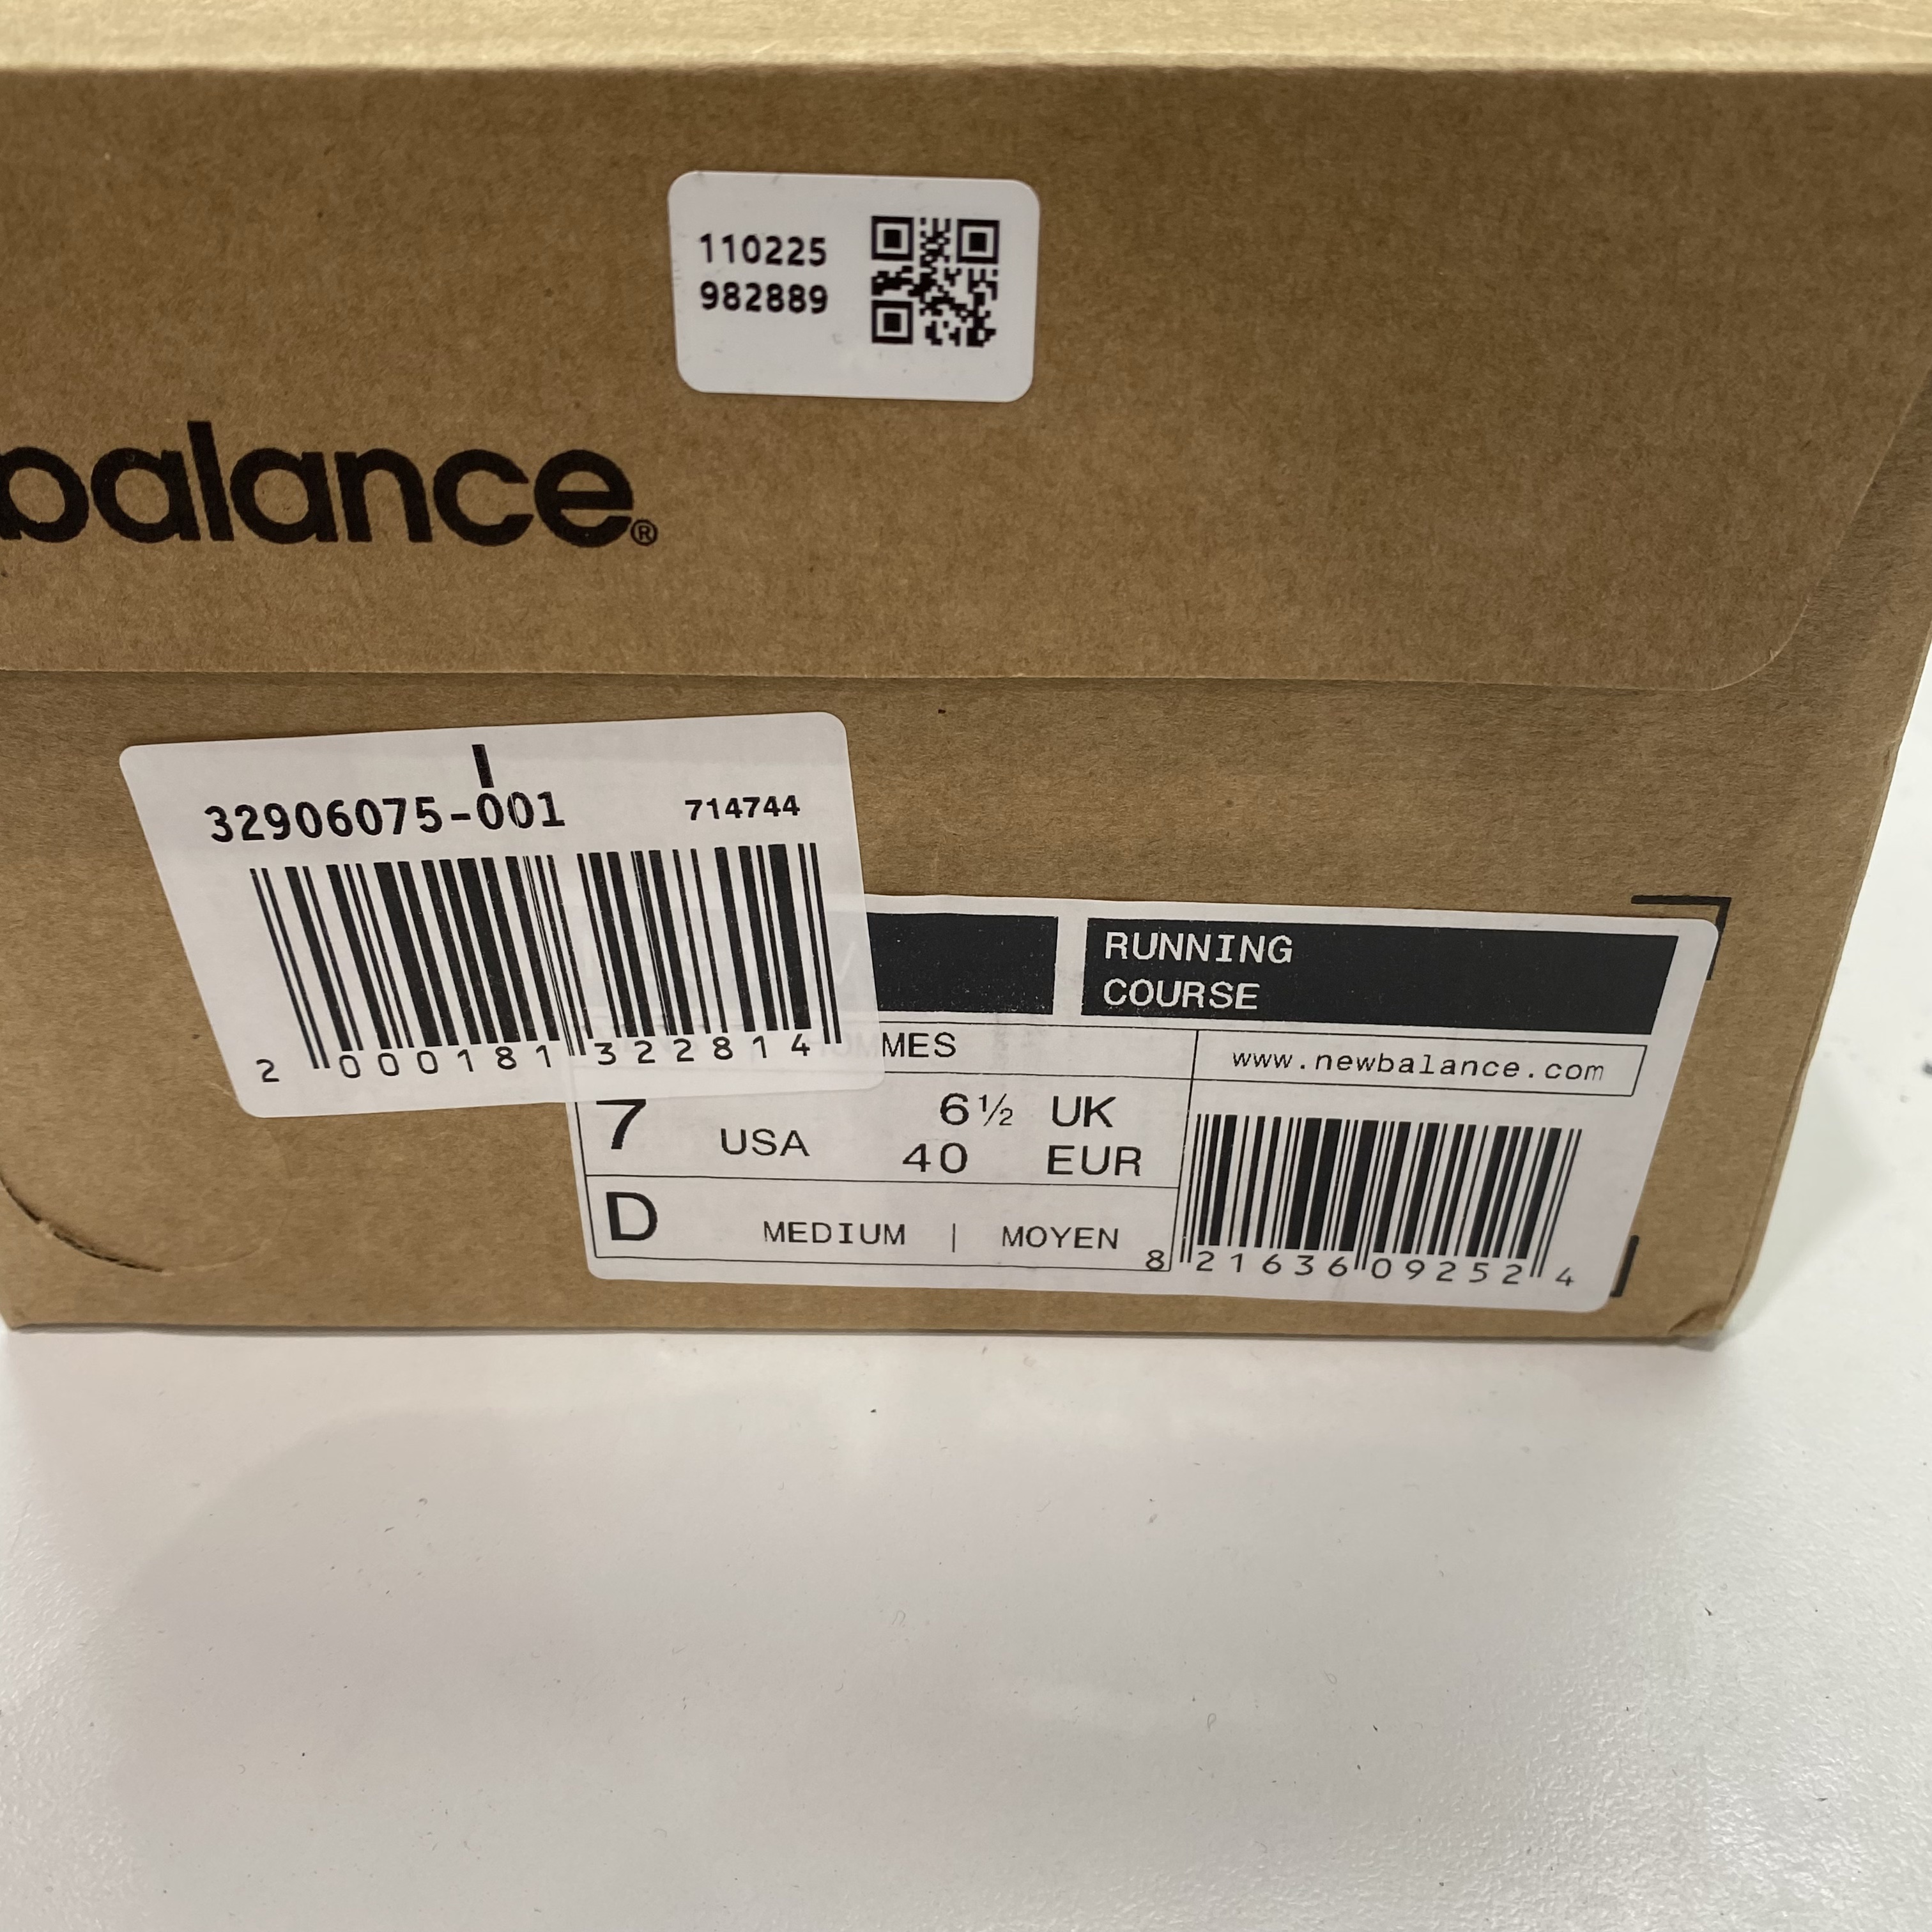 110225
982889
balance®
32906075-001 714744
2 000181 322814
RUNNING
COURSE
MES
www.newbalance.com
7 USA 6½ UK
40 EUR
D MEDIUM | MOYEN
8 21636 09252 4